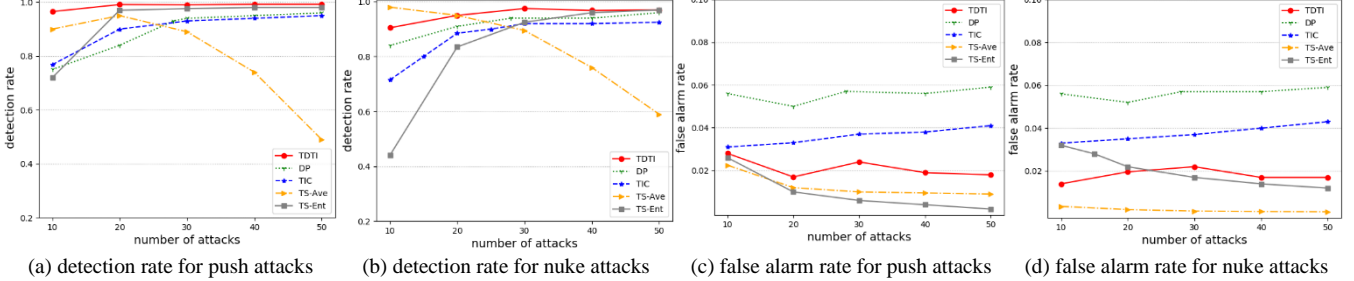 detection rate
1.0
0.8
0.6
0.4
0.2
10
20
30
40
50
number of attacks
TDTI
DP
TIC
TS-Ave
TS-Ent
(a) detection rate for push attacks
detection rate
1.0
0.8
0.6
0.4
0.2
10
20
30
40
50
number of attacks
TDTI
DP
TIC
TS-Ave
TS-Ent
(b) detection rate for nuke attacks
false alarm rate
0.10
0.08
0.06
0.04
0.02
10
20
30
40
50
number of attacks
TDTI
DP
TIC
TS-Ave
TS-Ent
(c) false alarm rate for push attacks
false alarm rate
0.08
0.06
0.04
0.02
10
20
30
40
50
number of attacks
TDTI
DP
TIC
TS-Ave
TS-Ent
(d) false alarm rate for nuke attacks